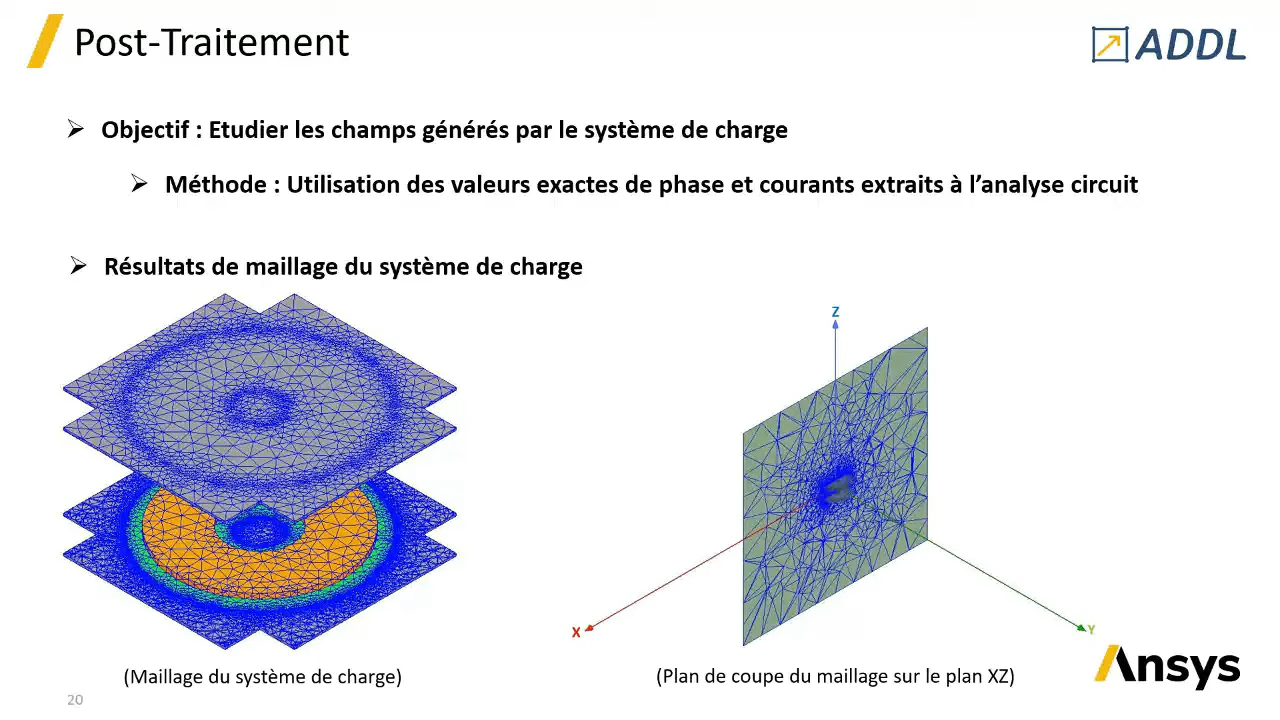 Post-Traitement
ADDL
Objectif : Etudier les champs générés par le système de charge
Méthode : Utilisation des valeurs exactes de phase et courants extraits à l’analyse circuit
Résultats de maillage du système de charge
Z
X
Y
(Maillage du système de charge)
(Plan de coupe du maillage sur le plan XZ)
Ansys
20